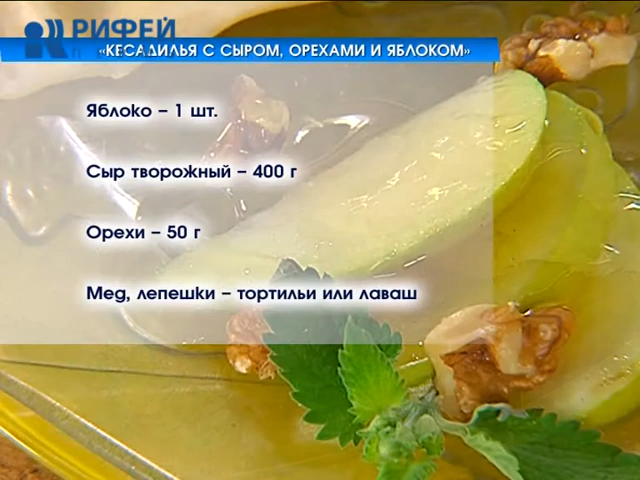 РИФЕЙ
«КЕСАДИЛЬЯ С СЫРОМ, ОРЕХАМИ И ЯБЛОКОМ»
Яблоко – 1 шт.
Сыр творожный – 400 г
Орехи – 50 г
Мед, лепешки – тортильи или лаваш